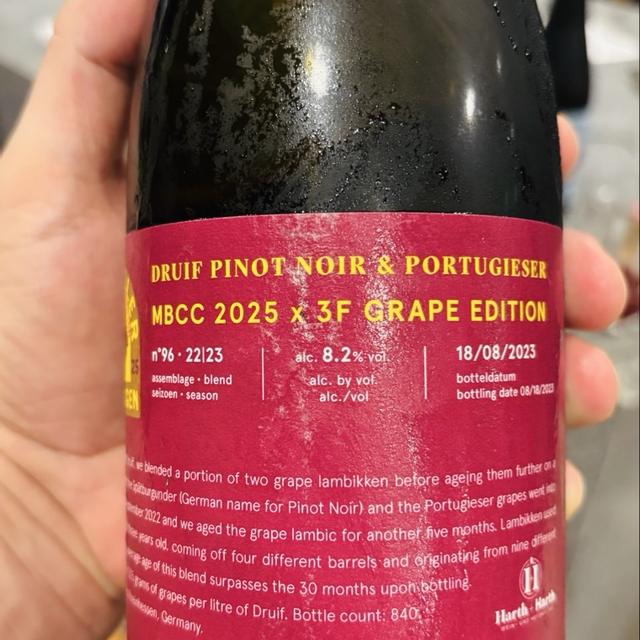 DRUIF PINOT NOIR & PORTUGIESER
MBCC 2025 x 3F GRAPE EDITION
n°96 · 22|23
assemblage · blend
seizoen · season
alc. 8.2% vol.
alc. by vol.
alc./vol
18/08/2023
botteldatum
bottling date 08/18/2023
we blended a portion of two grape lambikken before ageing them further on
Spätburgunder (German name for Pinot Noir) and the Portugieser grapes went into
2022 and we aged the grape lambic for another five months. Lambikken used
years old, coming off four different barrels and originating from nine different
age of this blend surpasses the 30 months upon bottling.
grams of grapes per litre of Druif. Bottle count: 840
Germany.
H
Harth + Harth